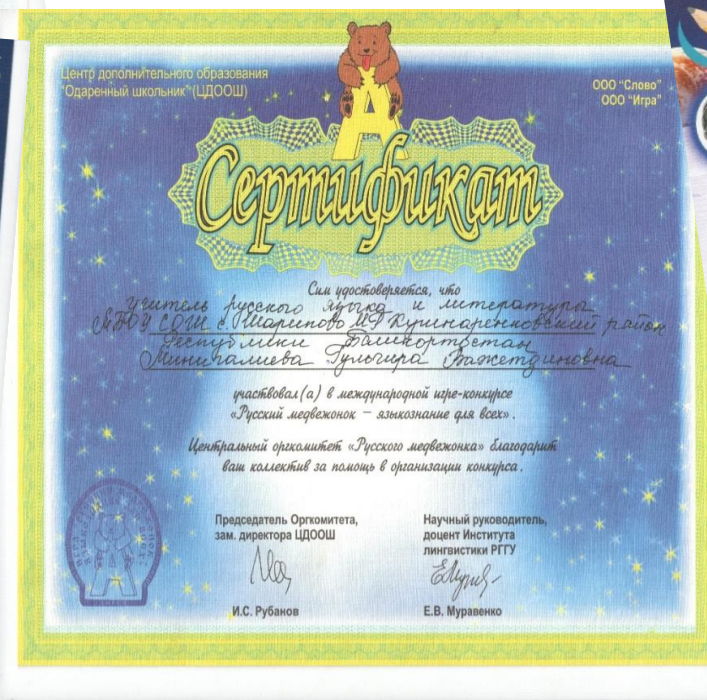 Центр дополнительного образования
"Одаренный школьник" (ЦДООШ)
ООО "Слово"
ООО "Игра"
А
Сертификат
Сим удостоверяется, что
учитель русского языка и литературы
МБОУ СОШ с. Шарипово МР Кушнаренковский район
Республики Башкортостан
Минигалиева Гульгира
участвовал(а) в международной игре-конкурсе
«Русский медвежонок – языкознание для всех».
Центральный оргкомитет «Русского медвежонка» благодарит
ваш коллектив за помощь в организации конкурса.
Председатель Оргкомитета,
зам. директора ЦДООШ
И.С. Рубанов
Научный руководитель,
доцент Института
лингвистики РГГУ
Е.В. Муравенко